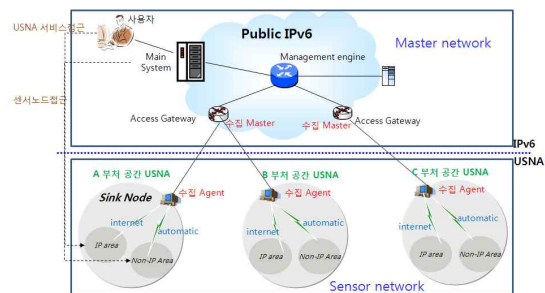 사용자
USNA 서비스접근
Public IPv6
Master network
Main
System
Management engine
센서노드접근
Access Gateway
수집 Master
수집 Master
Access Gateway
IPv6
USNA
A 부처 공간 USNA
B 부처 공간 USNA
C 부처 공간 USNA
Sink Node
수집 Agent
수집 Agent
수집 Agent
internet
automatic
internet
automatic
internet
automatic
IP area
Non-IP Area
IP Area
Non-IP Area
IP Area
Non-IP Area
Sensor network